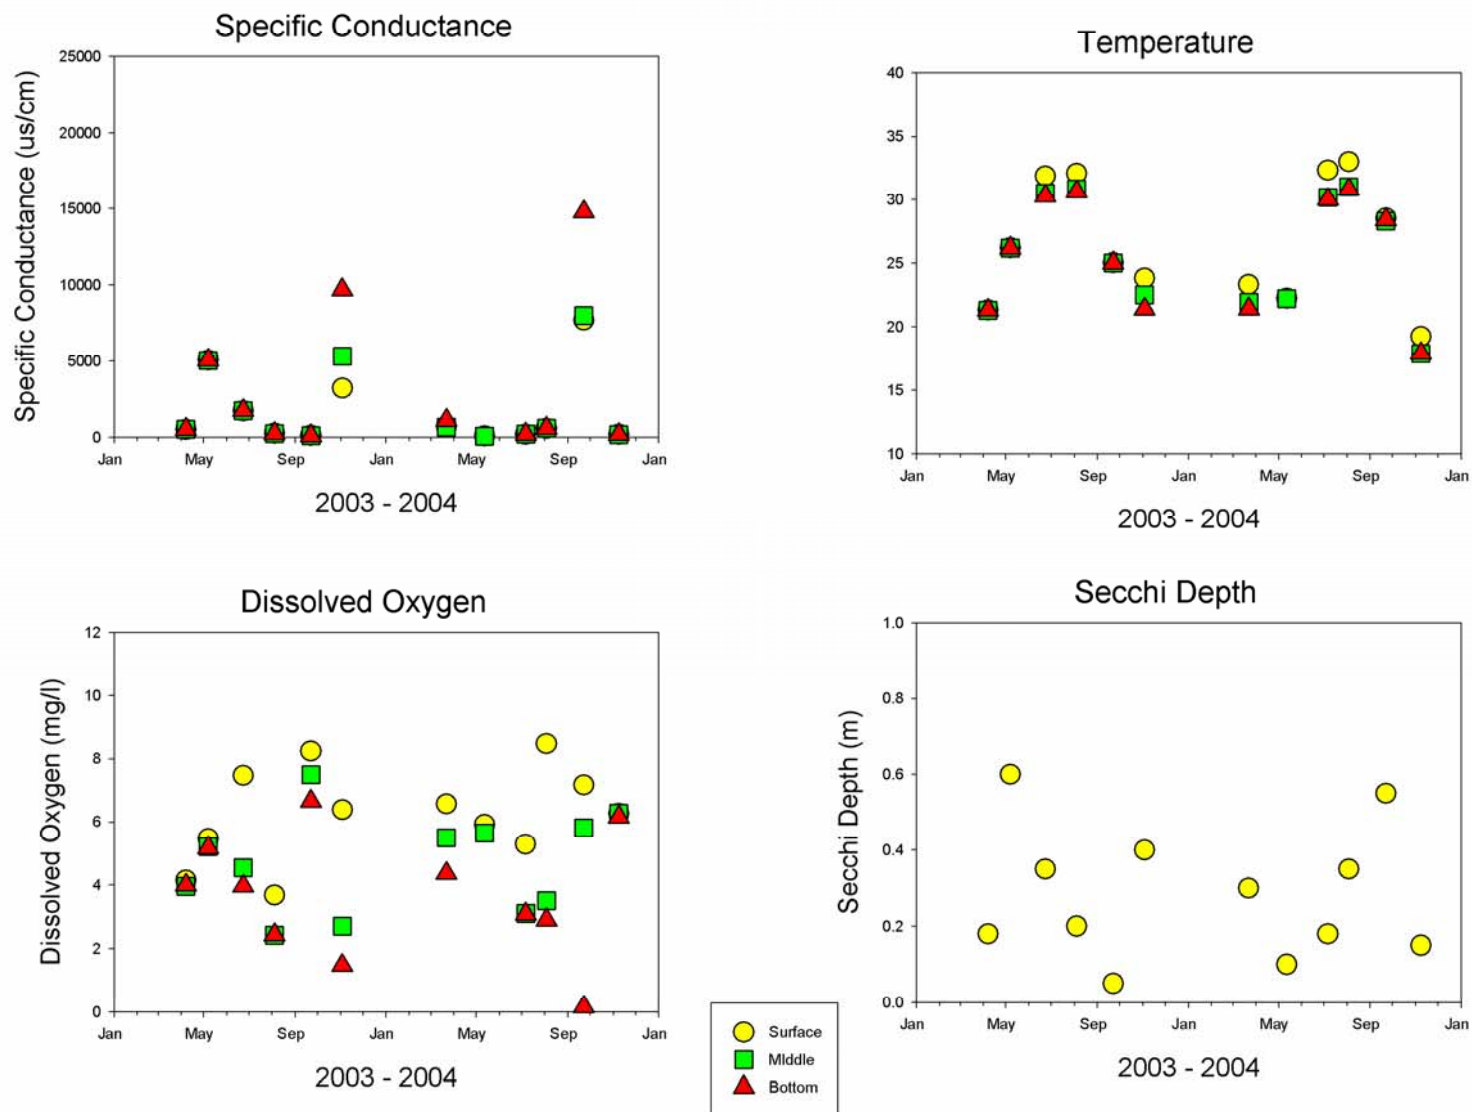 Specific Conductance
Specific Conductance (us/cm)
25000
20000
15000
10000
5000
0
Jan May Sep Jan May Sep Jan
2003 - 2004
Temperature
40
35
30
25
20
15
10
Jan May Sep Jan May Sep Jan
2003 - 2004
Dissolved Oxygen
Dissolved Oxygen (mg/l)
12
10
8
6
4
2
0
Jan May Sep Jan May Sep Jan
2003 - 2004
Secchi Depth
Secchi Depth (m)
1.0
0.8
0.6
0.4
0.2
0.0
Jan May Sep Jan May Sep Jan
2003 - 2004
Surface
MIddle
Bottom